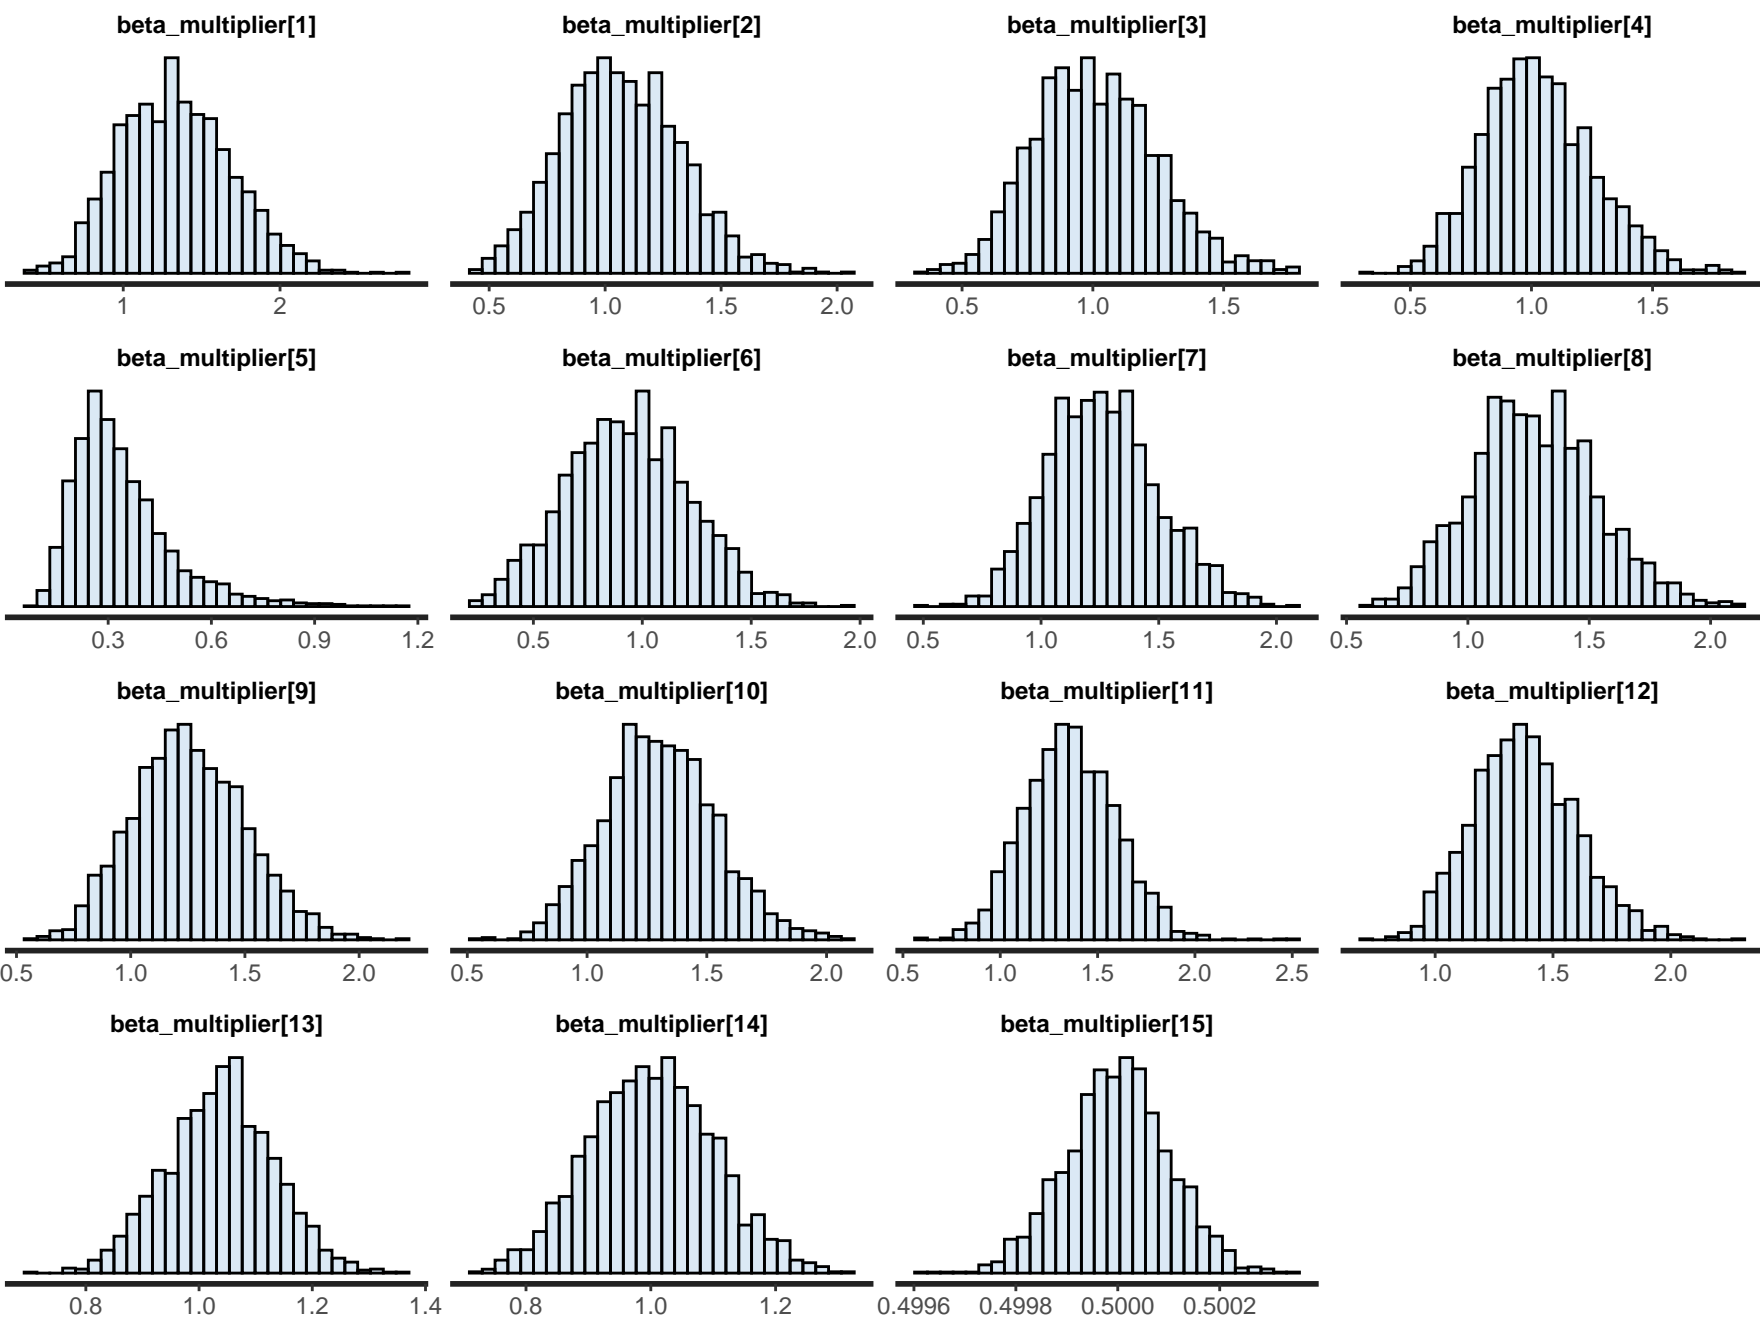 beta_multiplier[1] beta_multiplier[2] beta_multiplier[3] beta_multiplier[4]
1 2 0.5 1.0 1.5 2.0 0.5 1.0 1.5 0.5 1.0 1.5
beta_multiplier[5] beta_multiplier[6] beta_multiplier[7] beta_multiplier[8]
0.3 0.6 0.9 1.2 0.5 1.0 1.5 2.0 0.5 1.0 1.5 2.0 0.5 1.0 1.5 2.0
beta_multiplier[9] beta_multiplier[10] beta_multiplier[11] beta_multiplier[12]
0.5 1.0 1.5 2.0 0.5 1.0 1.5 2.0 0.5 1.0 1.5 2.0 2.5 1.0 1.5 2.0
beta_multiplier[13] beta_multiplier[14] beta_multiplier[15]
0.8 1.0 1.2 1.4 0.8 1.0 1.2 0.4996 0.4998 0.5000 0.5002